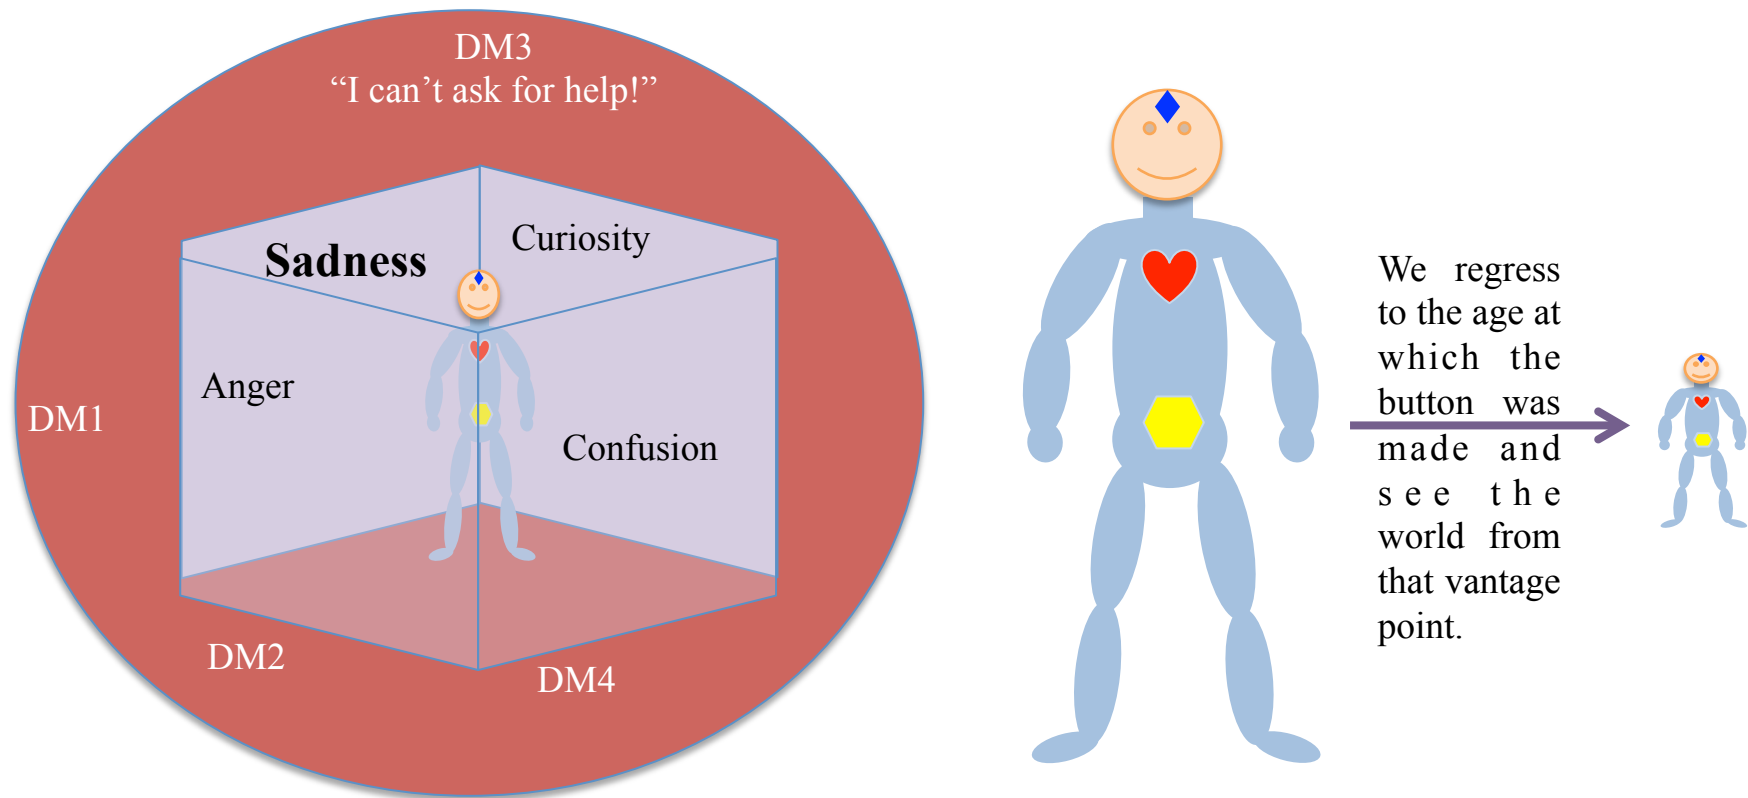 DM3
“I can’t ask for help!”
Curiosity
Sadness
Anger
DM1
Confusion
DM2
DM4
We regress
to the age at
which the
button was
made and
see the
world from
that vantage
point.